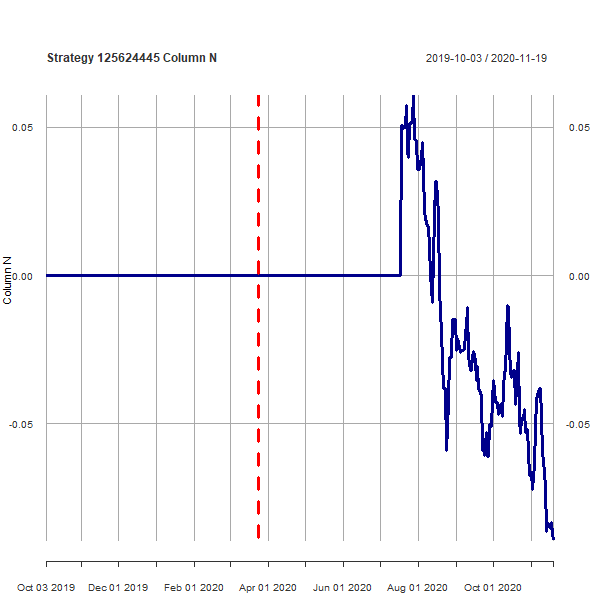 Strategy 125624445 Column N
2019-10-03 / 2020-11-19
0.05
0.05
0.00
0.00
-0.05
-0.05
Column N
Oct 03 2019
Dec 01 2019
Feb 01 2020
Apr 01 2020
Jun 01 2020
Aug 01 2020
Oct 01 2020